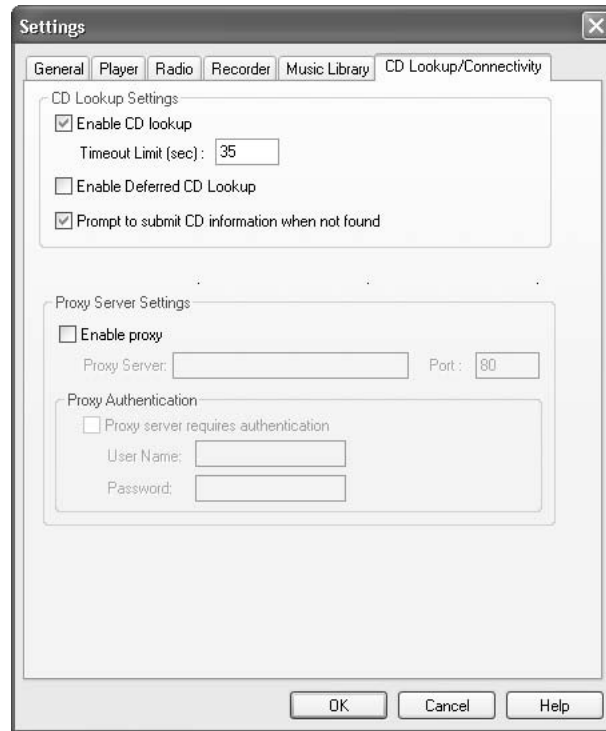 Settings
General Player Radio Recorder Music Library CD Lookup/Connectivity
CD Lookup Settings
Enable CD lookup
Timeout Limit (sec) : 35
Enable Deferred CD Lookup
Prompt to submit CD information when not found
Proxy Server Settings
Enable proxy
Proxy Server: Port : 80
Proxy Authentication
Proxy server requires authentication
User Name:
Password:
OK Cancel Help